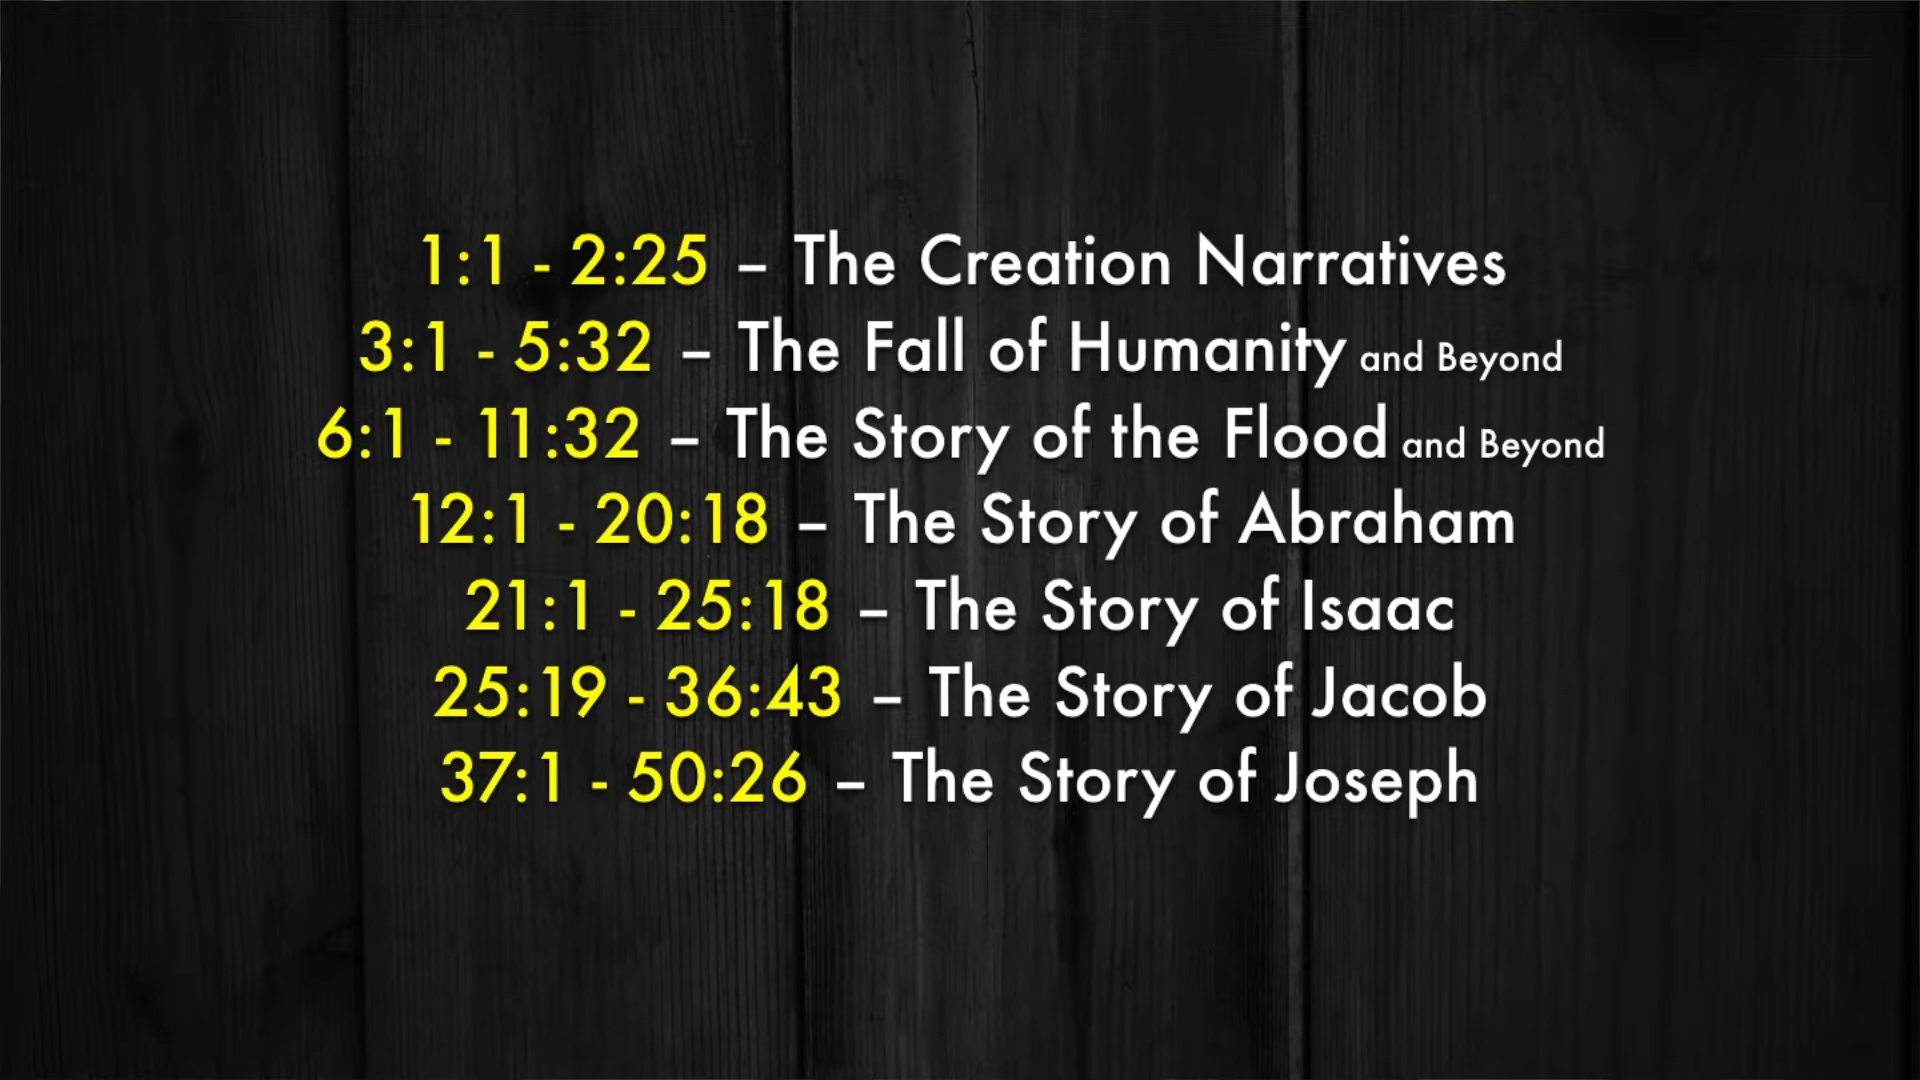 1:1 - 2:25 – The Creation Narratives
3:1 - 5:32 – The Fall of Humanity and Beyond
6:1 - 11:32 – The Story of the Flood and Beyond
12:1 - 20:18 – The Story of Abraham
21:1 - 25:18 – The Story of Isaac
25:19 - 36:43 – The Story of Jacob
37:1 - 50:26 – The Story of Joseph